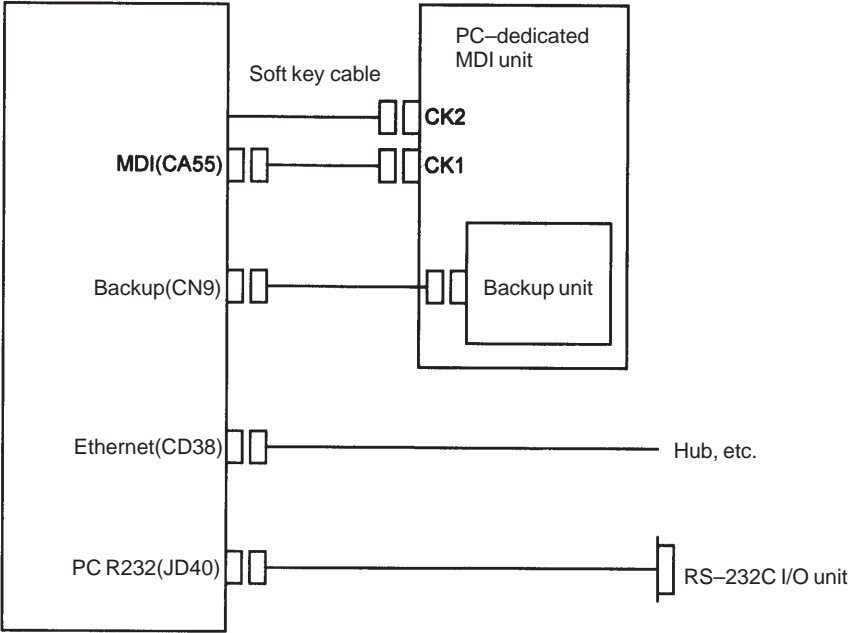 PC–dedicated
MDI unit
Soft key cable
CK2
MDI(CA55)
CK1
Backup(CN9)
Backup unit
Ethernet(CD38)
Hub, etc.
PC R232(JD40)
RS–232C I/O unit